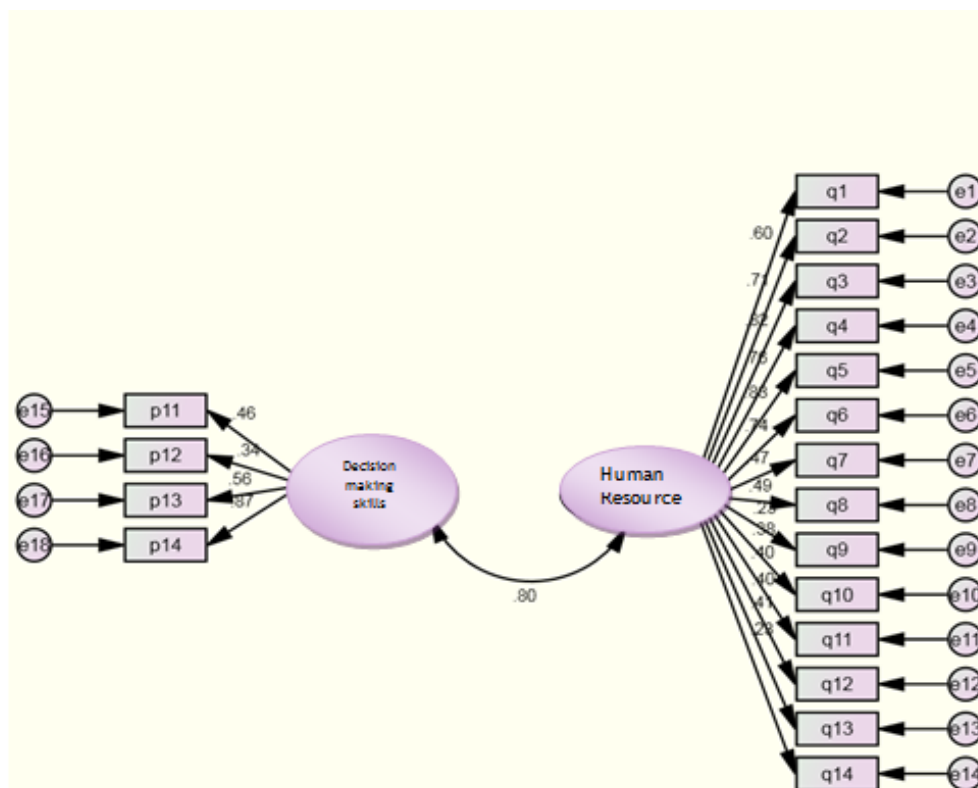 q1
e1
.60
q2
e2
.71
q3
e3
q4
e4
q5
e5
.74
q6
e6
.47
q7
e7
.49
q8
e8
.38
q9
e9
.40
q10
e10
.40
q11
e11
.41
q12
e12
q13
e13
q14
e14
Human
Resource
Decision
making
skills
.80
e15
p11
.46
e16
p12
.34
e17
p13
.56
e18
p14
.87